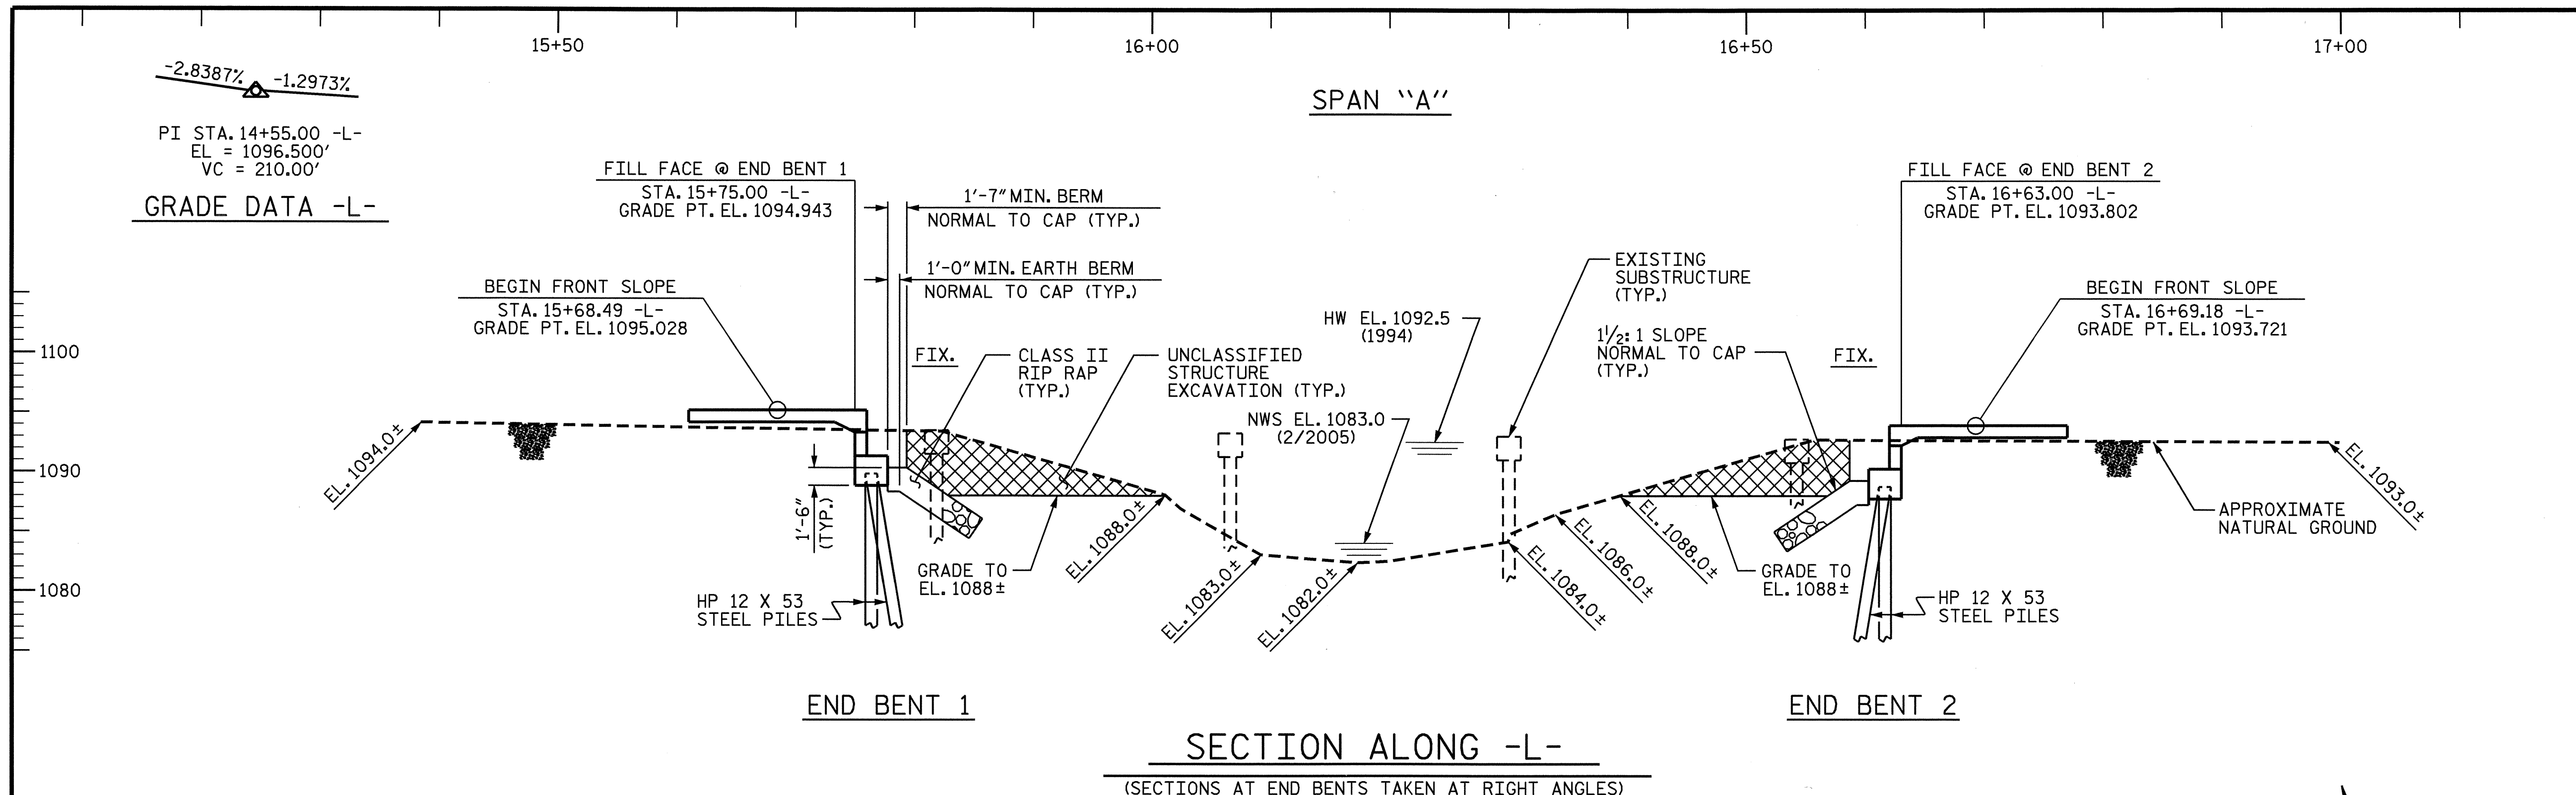 15+50
16+00
16+50
17+00
-2.8387%
-1.2973%
PI STA. 14+55.00 -L-
EL = 1096.500'
VC = 210.00'
GRADE DATA -L-
SPAN "A"
FILL FACE @ END BENT 1
STA. 15+75.00 -L-
GRADE PT. EL. 1094.943
1'-7" MIN. BERM
NORMAL TO CAP (TYP.)
1'-0" MIN. EARTH BERM
NORMAL TO CAP (TYP.)
FILL FACE @ END BENT 2
STA. 16+63.00 -L-
GRADE PT. EL. 1093.802
BEGIN FRONT SLOPE
STA. 15+68.49 -L-
GRADE PT. EL. 1095.028
EXISTING
SUBSTRUCTURE
(TYP.)
BEGIN FRONT SLOPE
STA. 16+69.18 -L-
GRADE PT. EL. 1093.721
HW EL. 1092.5
(1994)
1½: 1 SLOPE
NORMAL TO CAP
(TYP.)
FIX.
CLASS II
RIP RAP
(TYP.)
UNCLASSIFIED
STRUCTURE
EXCAVATION (TYP.)
FIX.
NWS EL. 1083.0
(2/2005)
1100
1090
1080
EL. 1094.0±
1'-6"
(TYP.)
GRADE TO
EL. 1088±
EL. 1088.0±
EL. 1083.0±
EL. 1082.0±
EL. 1084.0±
EL. 1086.0±
EL. 1088.0±
GRADE TO
EL. 1088±
EL. 1093.0±
APPROXIMATE
NATURAL GROUND
HP 12 X 53
STEEL PILES
HP 12 X 53
STEEL PILES
END BENT 1
END BENT 2
SECTION ALONG -L-
(SECTIONS AT END BENTS TAKEN AT RIGHT ANGLES)